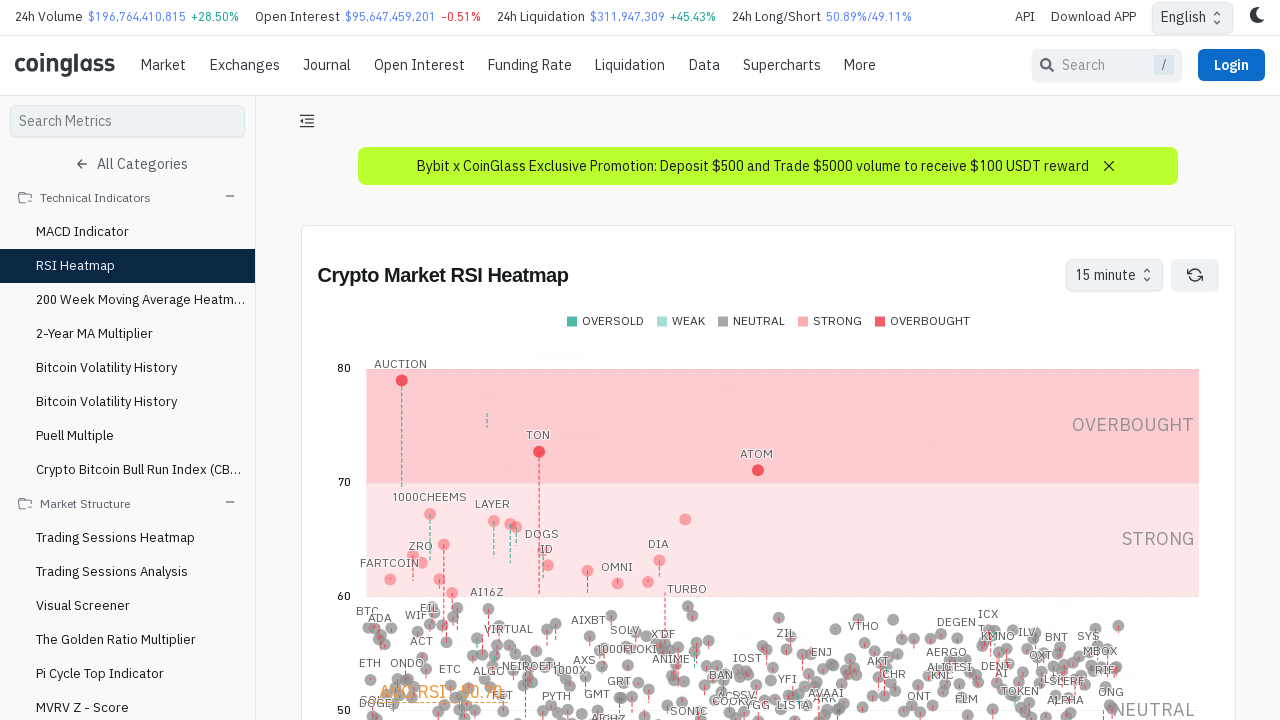 24h Volume $196,764,410,815 +28.50% Open Interest $95,647,459,201 -0.51% 24h Liquidation $311,947,309 +45.43% 24h Long/Short 50.89%/49.11% API Download APP English
coinglass Market Exchanges Journal Open Interest Funding Rate Liquidation Data Supercharts More Search / Login
Search Metrics
All Categories
Technical Indicators
MACD Indicator
RSI Heatmap
200 Week Moving Average Heatm...
2-Year MA Multiplier
Bitcoin Volatility History
Bitcoin Volatility History
Puell Multiple
Crypto Bitcoin Bull Run Index (CB...
Market Structure
Trading Sessions Heatmap
Trading Sessions Analysis
Visual Screener
The Golden Ratio Multiplier
Pi Cycle Top Indicator
MVRV Z - Score
Bybit x CoinGlass Exclusive Promotion: Deposit $500 and Trade $5000 volume to receive $100 USDT reward
Crypto Market RSI Heatmap
15 minute
OVERSOLD WEAK NEUTRAL STRONG OVERBOUGHT
AUCTION
80
OVERBOUGHT
TON
ATOM
70
1000CHEEMS
LAYER
DOGS
STRONG
ZRO ID DIA
FARTCOIN OMNI
AI16Z TURBO
60
BTC WIF EIL ICX
ADA AIXBT VTHO DEGEN
VIRTUAL SOLV ZIL KMNO ILV BNT SYS
ACT 1000FLOKI ENJ AERGO MBOX
ETH ONDO ANIME IOST AKT OXT
ETC ALGO NEIROETH 1000X AXS BAN CHR KNC DENT AI RIF
GRT YFI
AVG RSI : 50.70
FET PYTH GMT ONT TOKEN ONG
DOGE AVAAI FLM ALPHA
SONIC LISTA ARK
50 NEUTRAL